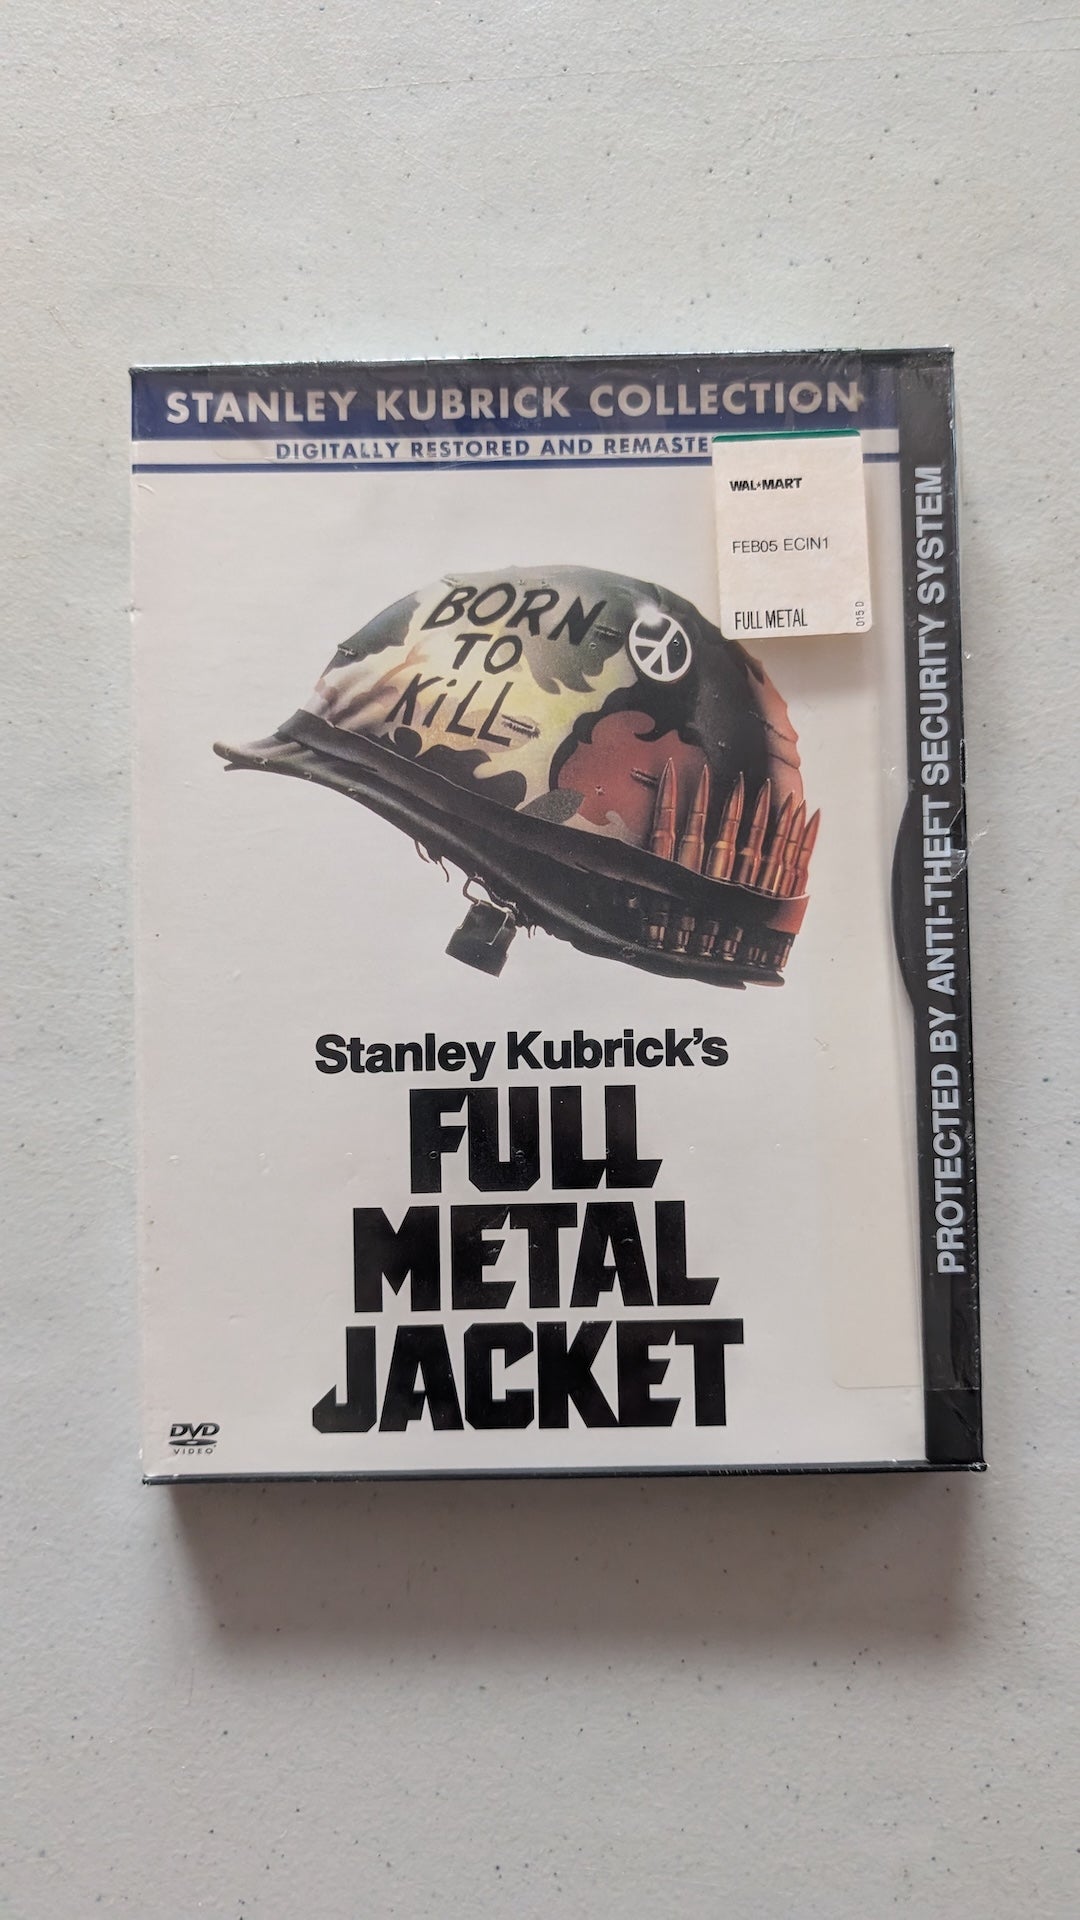 STANLEY KUBRICK COLLECTION
DIGITALLY RESTORED AND REMASTE
WAL★MART
FEB05 ECIN1
FULL METAL
015 D
BORN
TO
KiLL
Stanley Kubrick's
FULL
METAL
JACKET
DVD
VIDEO
PROTECTED BY ANTI-THEFT SECURITY SYSTEM